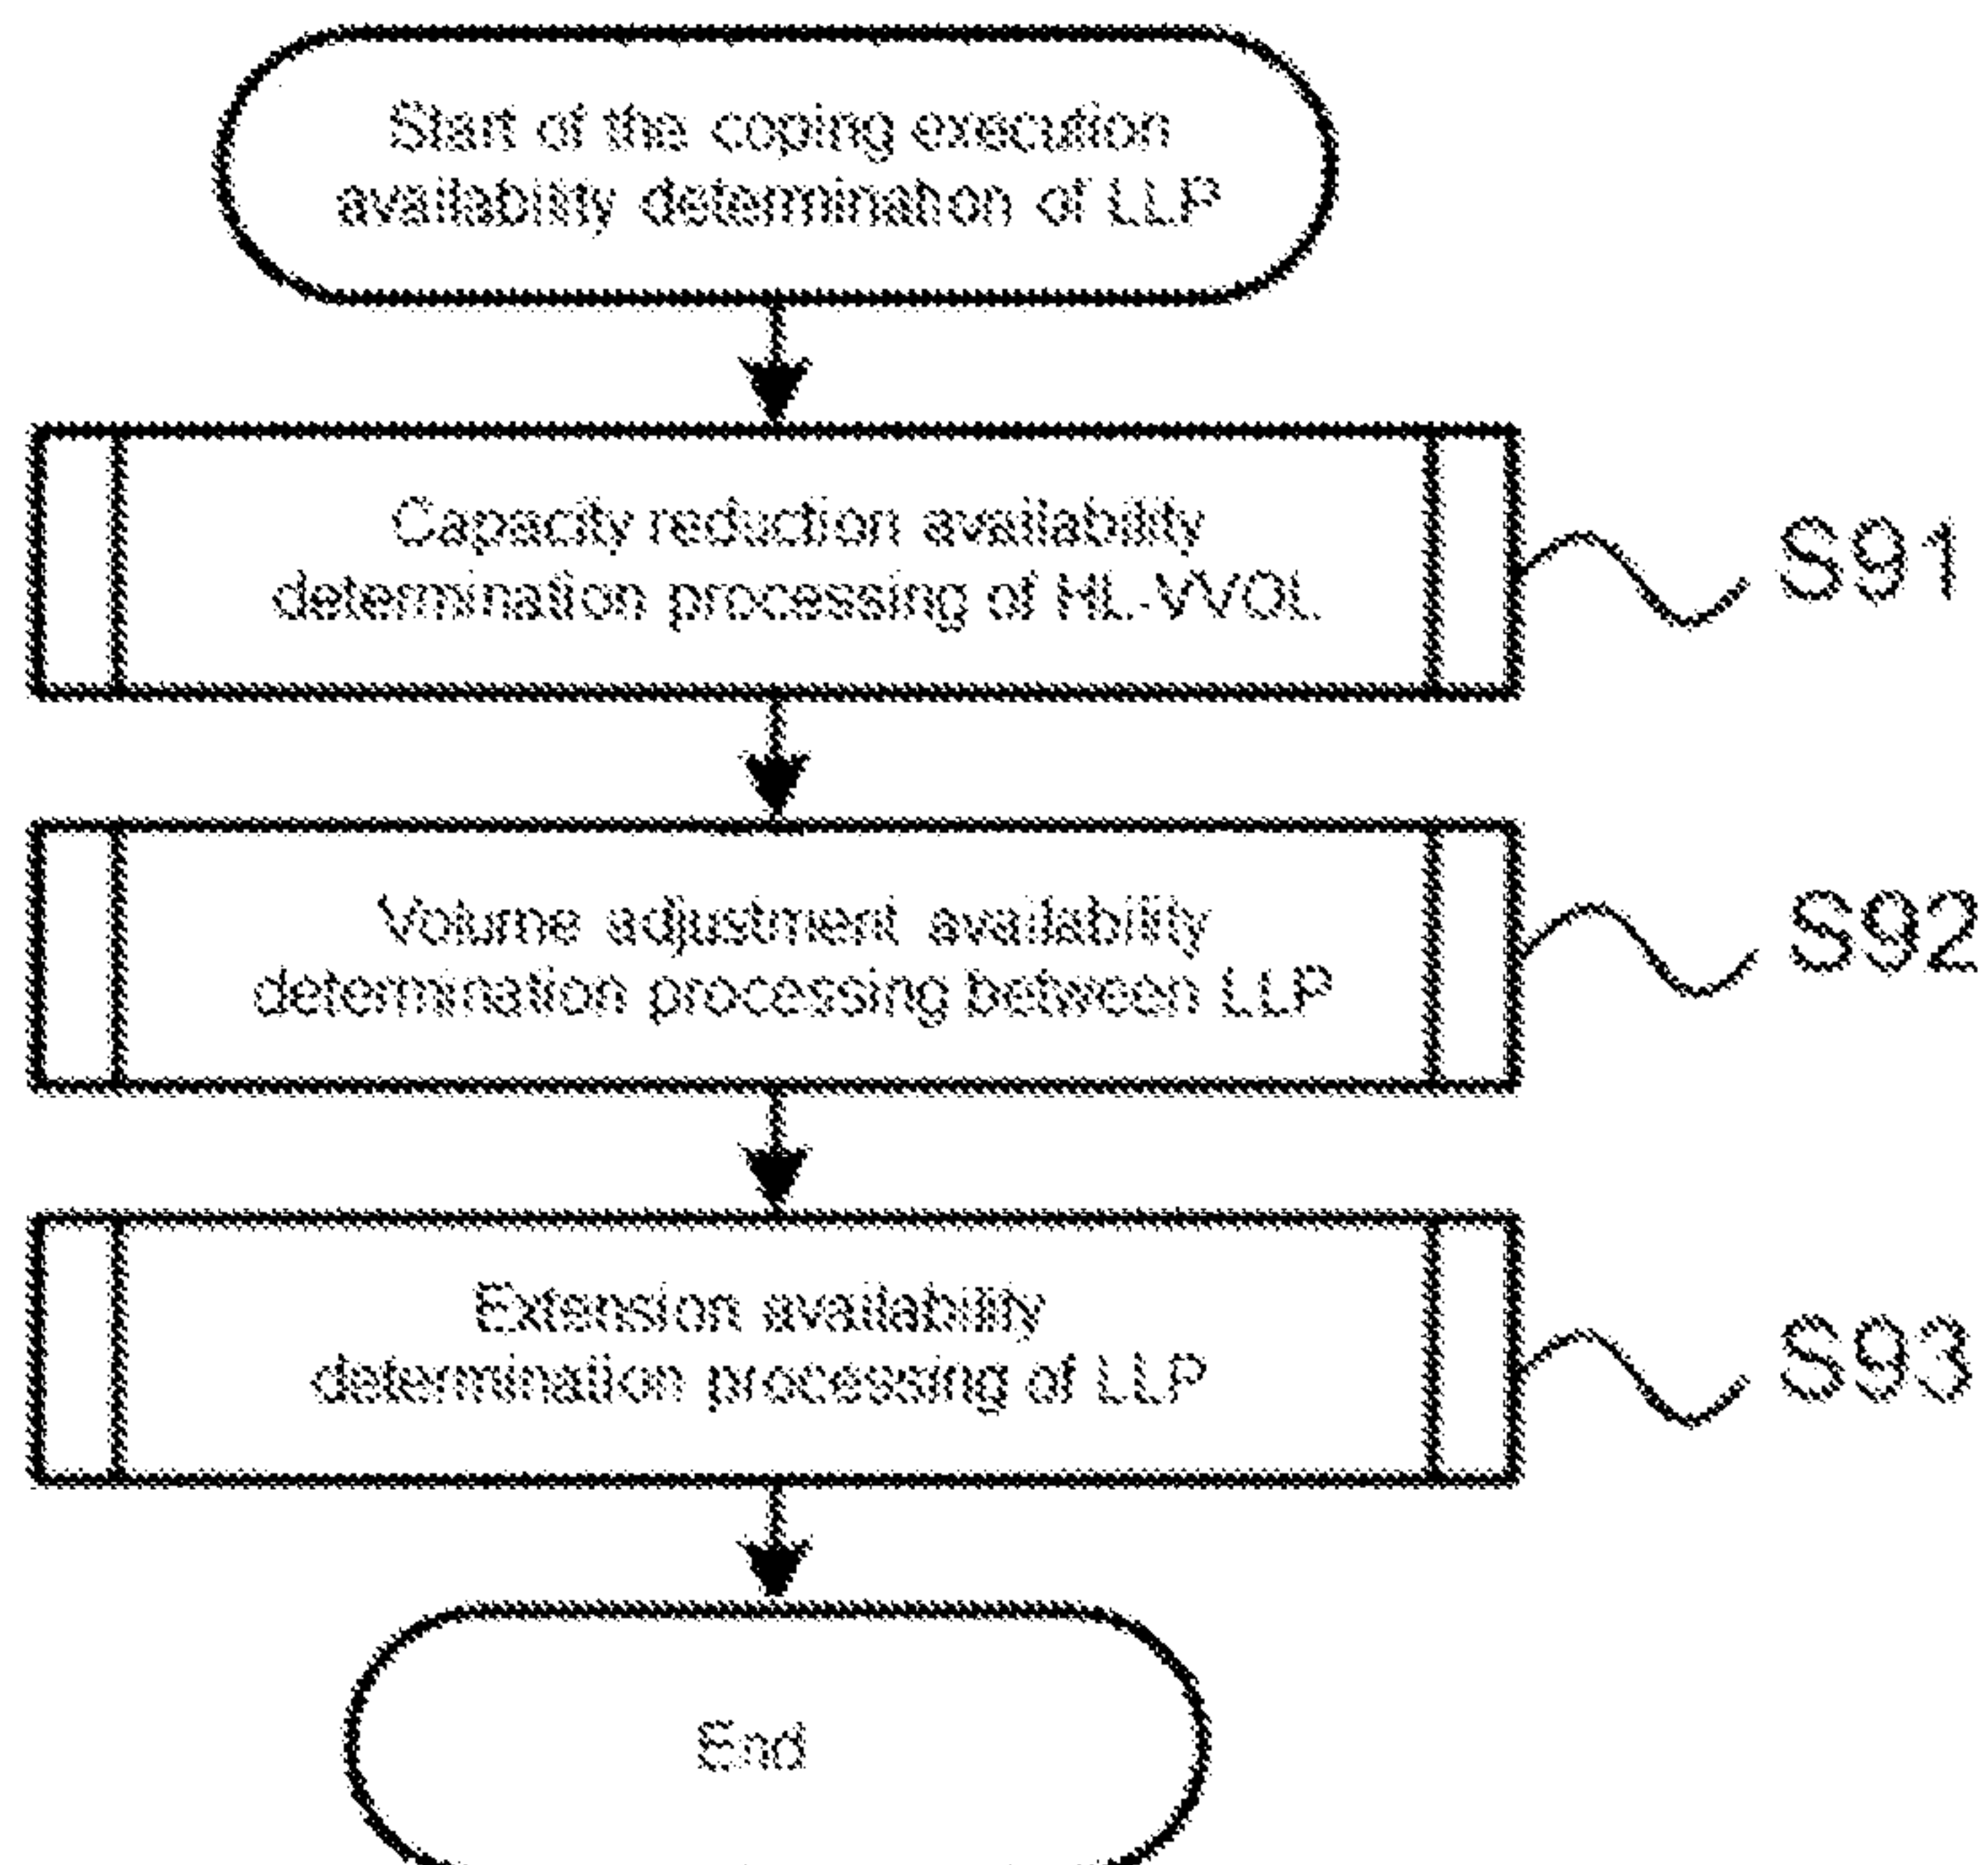 Start of the coping execution
availability determination of LLP
Capacity reduction availability
determination processing of HL-VVOL
S91
Volume adjustment availability
determination processing between LLP
S92
Extension availability
determination processing of LLP
S93
End